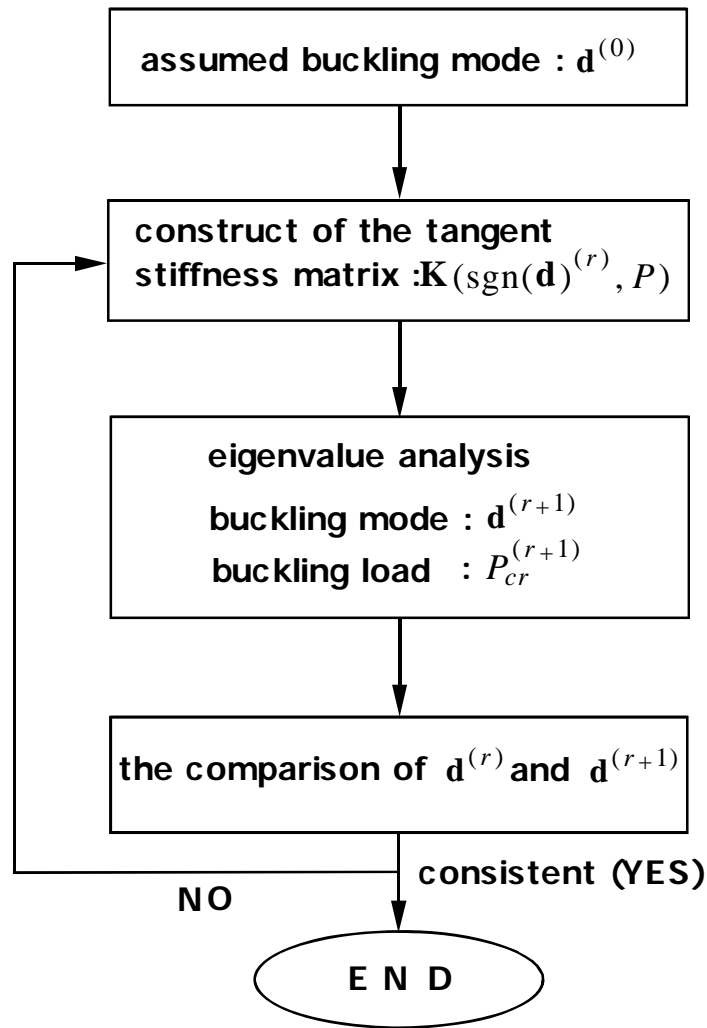 assumed buckling mode : d^(0)
construct of the tangent
stiffness matrix :K(sgn(d)^(r), P)
eigenvalue analysis
buckling mode : d^(r+1)
buckling load : P_cr^(r+1)
the comparison of d^(r) and d^(r+1)
consistent (YES)
NO
END